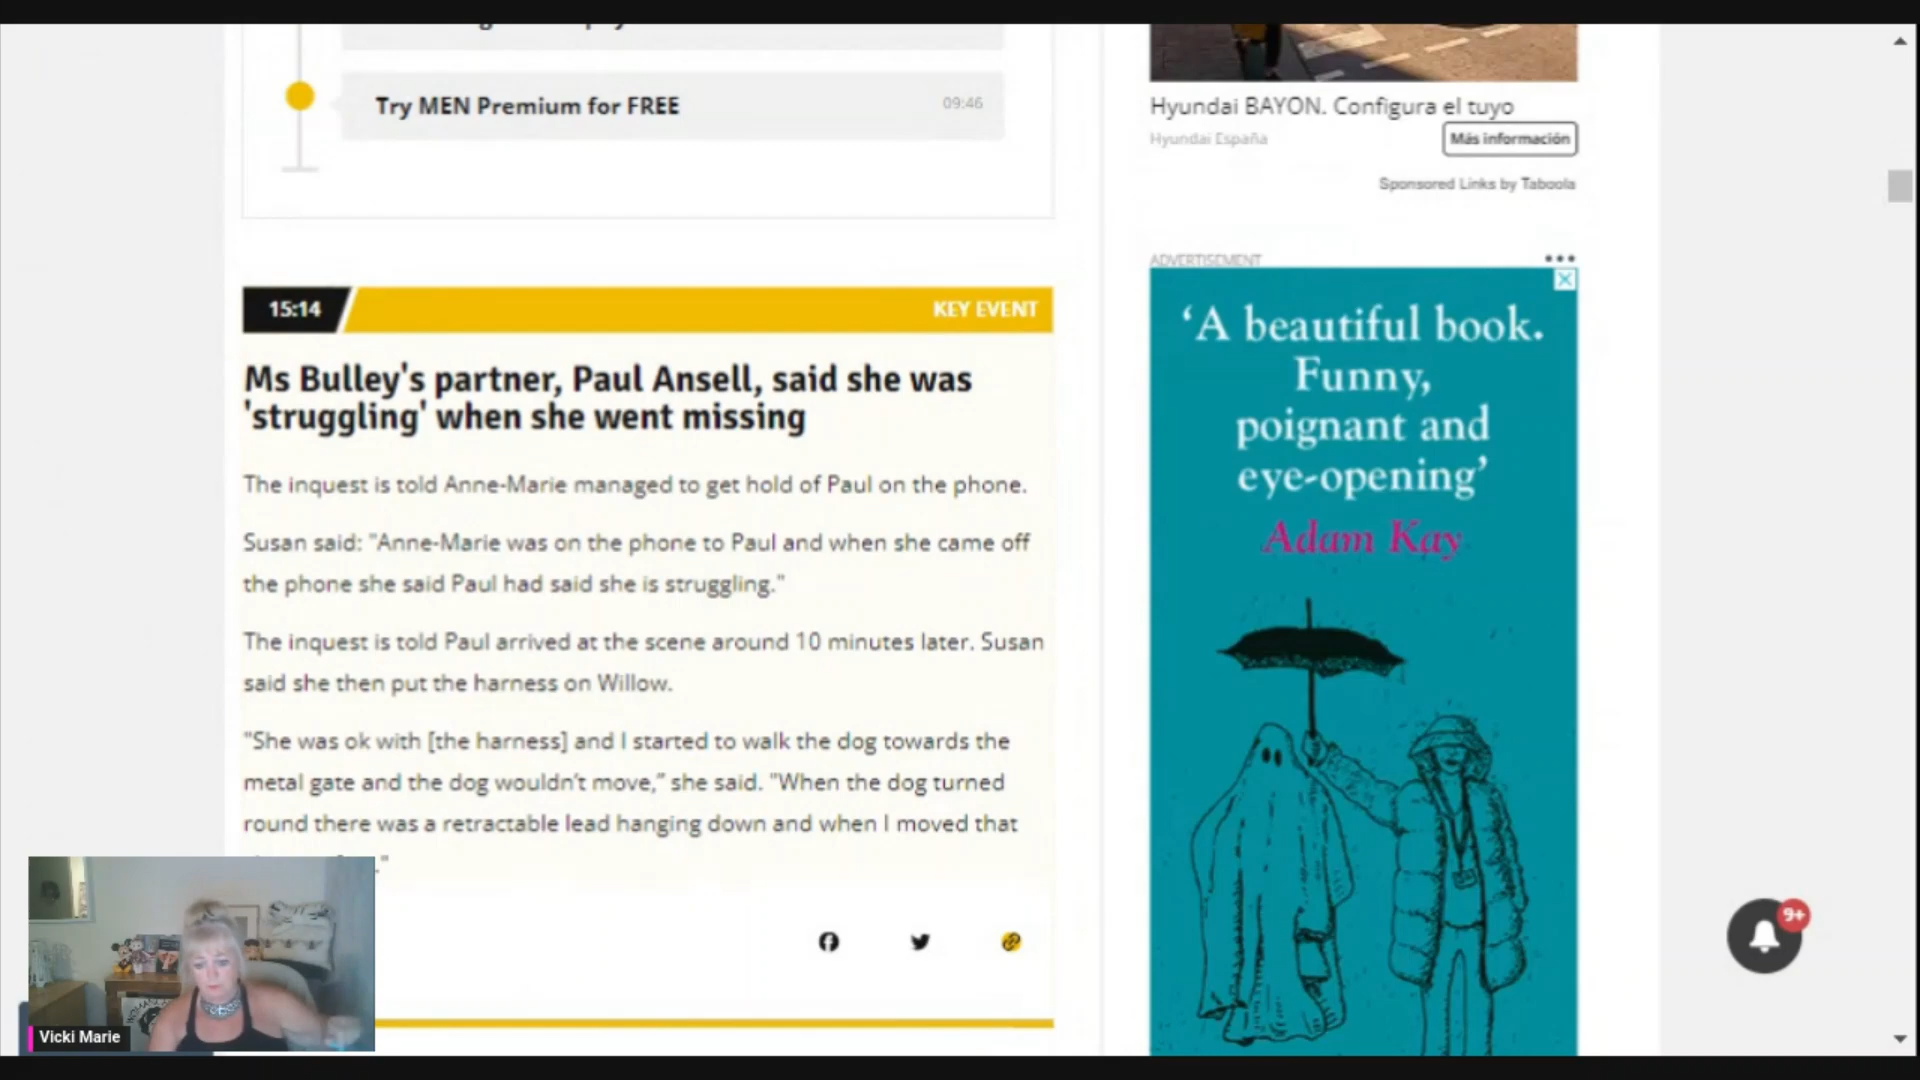 Try MEN Premium for FREE
09:46
15:14
KEY EVENT
Ms Bulley's partner, Paul Ansell, said she was
'struggling' when she went missing
The inquest is told Anne-Marie managed to get hold of Paul on the phone.
Susan said: "Anne-Marie was on the phone to Paul and when she came off
the phone she said Paul had said she is struggling."
The inquest is told Paul arrived at the scene around 10 minutes later. Susan
said she then put the harness on Willow.
"She was ok with [the harness] and I started to walk the dog towards the
metal gate and the dog wouldn't move," she said. "When the dog turned
round there was a retractable lead hanging down and when I moved that
Vicki Marie
Hyundai BAYON. Configura el tuyo
Hyundai España
Más información
Sponsored Links by Taboola
ADVERTISEMENT
'A beautiful book.
Funny,
poignant and
eye-opening'
Adam Kay
9+